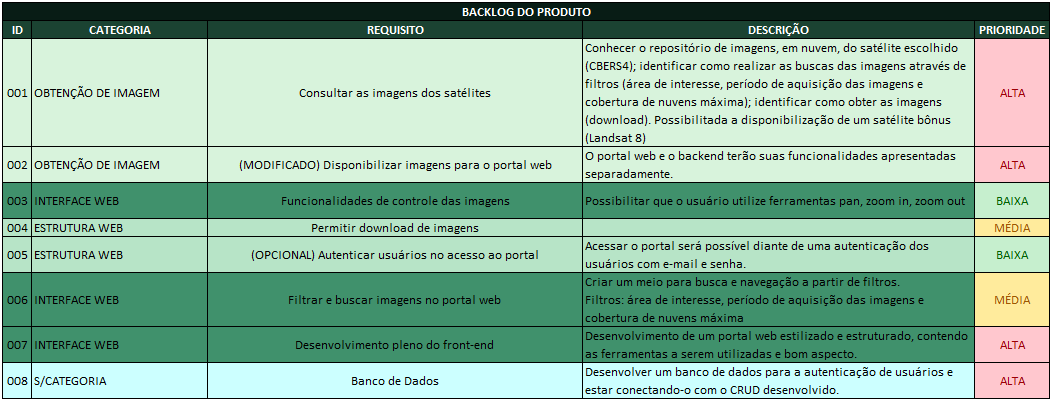 BACKLOG DO PRODUTO
ID CATEGORIA REQUISITO DESCRIÇÃO PRIORIDADE
001 OBTENÇÃO DE IMAGEM Consultar as imagens dos satélites Conhecer o repositório de imagens, em nuvem, do satélite escolhido
(CBERS4); identificar como realizar as buscas das imagens através de
filtros (área de interesse, período de aquisição das imagens e
cobertura de nuvens máxima); identificar como obter as imagens
(download). Possibilitada a disponibilização de um satélite bônus
(Landsat 8)
ALTA
002 OBTENÇÃO DE IMAGEM (MODIFICADO) Disponibilizar imagens para o portal web O portal web e o backend terão suas funcionalidades apresentadas
separadamente.
ALTA
003 INTERFACE WEB Funcionalidades de controle das imagens Possibilitar que o usuário utilize ferramentas pan, zoom in, zoom out BAIXA
004 ESTRUTURA WEB Permitir download de imagens MÉDIA
005 ESTRUTURA WEB (OPCIONAL) Autenticar usuários no acesso ao portal Acessar o portal será possível diante de uma autenticação dos
usuários com e-mail e senha.
BAIXA
006 INTERFACE WEB Filtrar e buscar imagens no portal web Criar um meio para busca e navegação a partir de filtros.
Filtros: área de interesse, período de aquisição das imagens e
cobertura de nuvens máxima
MÉDIA
007 INTERFACE WEB Desenvolvimento pleno do front-end Desenvolvimento de um portal web estilizado e estruturado, contendo
as ferramentas a serem utilizadas e bom aspecto.
ALTA
008 S/CATEGORIA Banco de Dados Desenvolver um banco de dados para a autenticação de usuários e
estar conectando-o com o CRUD desenvolvido.
ALTA